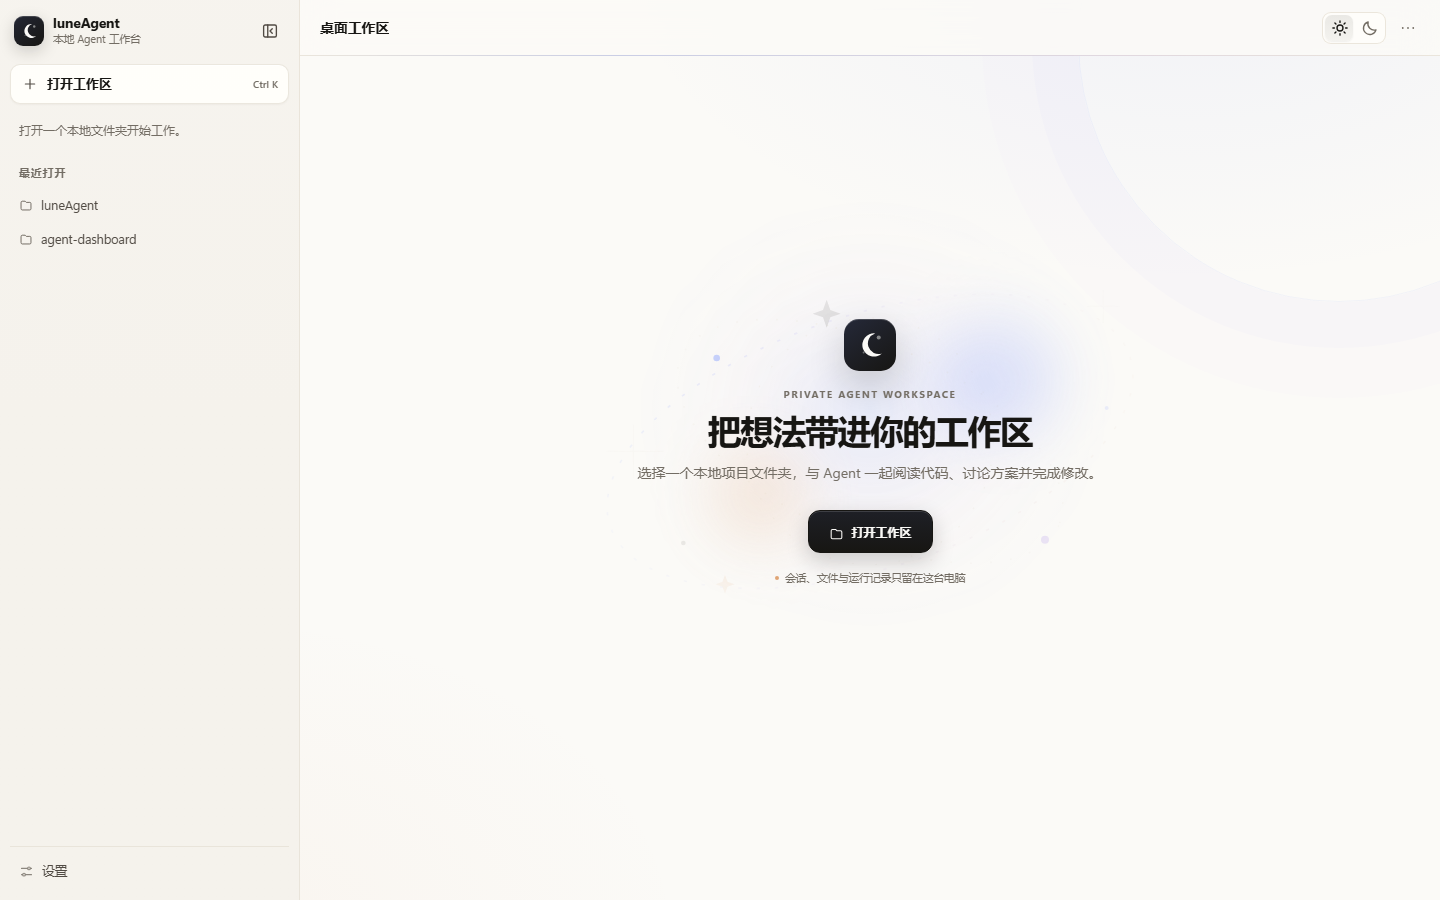 luneAgent
本地 Agent 工作台
打开工作区 Ctrl K
打开一个本地文件夹开始工作。
最近打开
luneAgent
agent-dashboard
设置
桌面工作区
PRIVATE AGENT WORKSPACE
把想法带进你的工作区
选择一个本地项目文件夹，与 Agent 一起阅读代码、讨论方案并完成修改。
打开工作区
会话、文件与运行记录只留在这台电脑